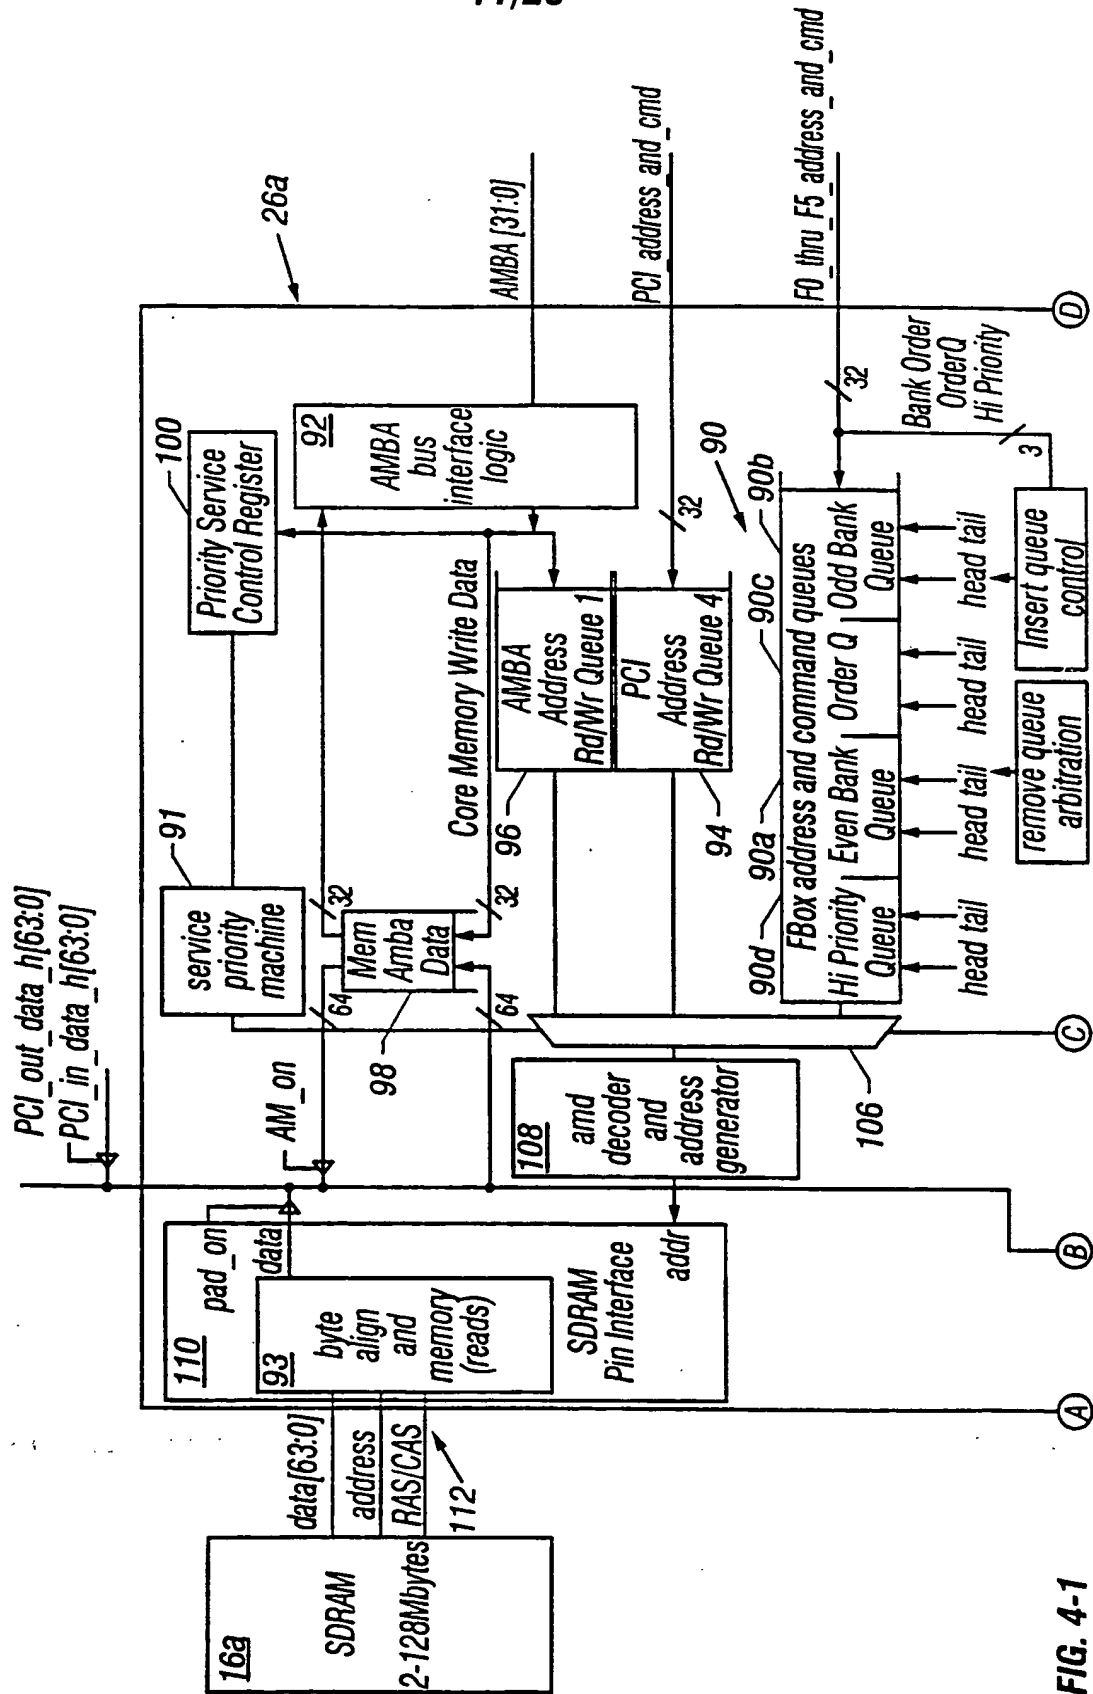 26a
100
Priority Service
Control Register
92
AMBA
bus
interface
logic
AMBA [31:0]
PCI_address_and_cmd
F0_thru_F5_address_and_cmd
32
32
Bank Order
OrderQ
Hi Priority
3
90
91
service
priority
machine
PCI_out_data_h[63:0]
PCI_in_data_h[63:0]
Core Memory Write Data
32
32
Mem
Amba
Data
64
64
98
AM_on
AMBA
Address
Rd/Wr Queue 1
96
PCI
Address
Rd/Wr Queue 4
94
90d
90a
90c
90b
FBox address and command queues
Hi Priority
Queue
Even Bank
Queue
Order Q
Odd Bank
Queue
head tail
head tail
head tail
head tail
remove queue
arbitration
Insert queue
control
106
108
amd
decoder
and
address
generator
110
pad_on
data
93
byte
align
and
memory
(reads)
SDRAM
Pin Interface
addr
data[63:0]
address
RAS/CAS
112
16a
SDRAM
2-128Mbytes
A
B
C
D
FIG. 4-1